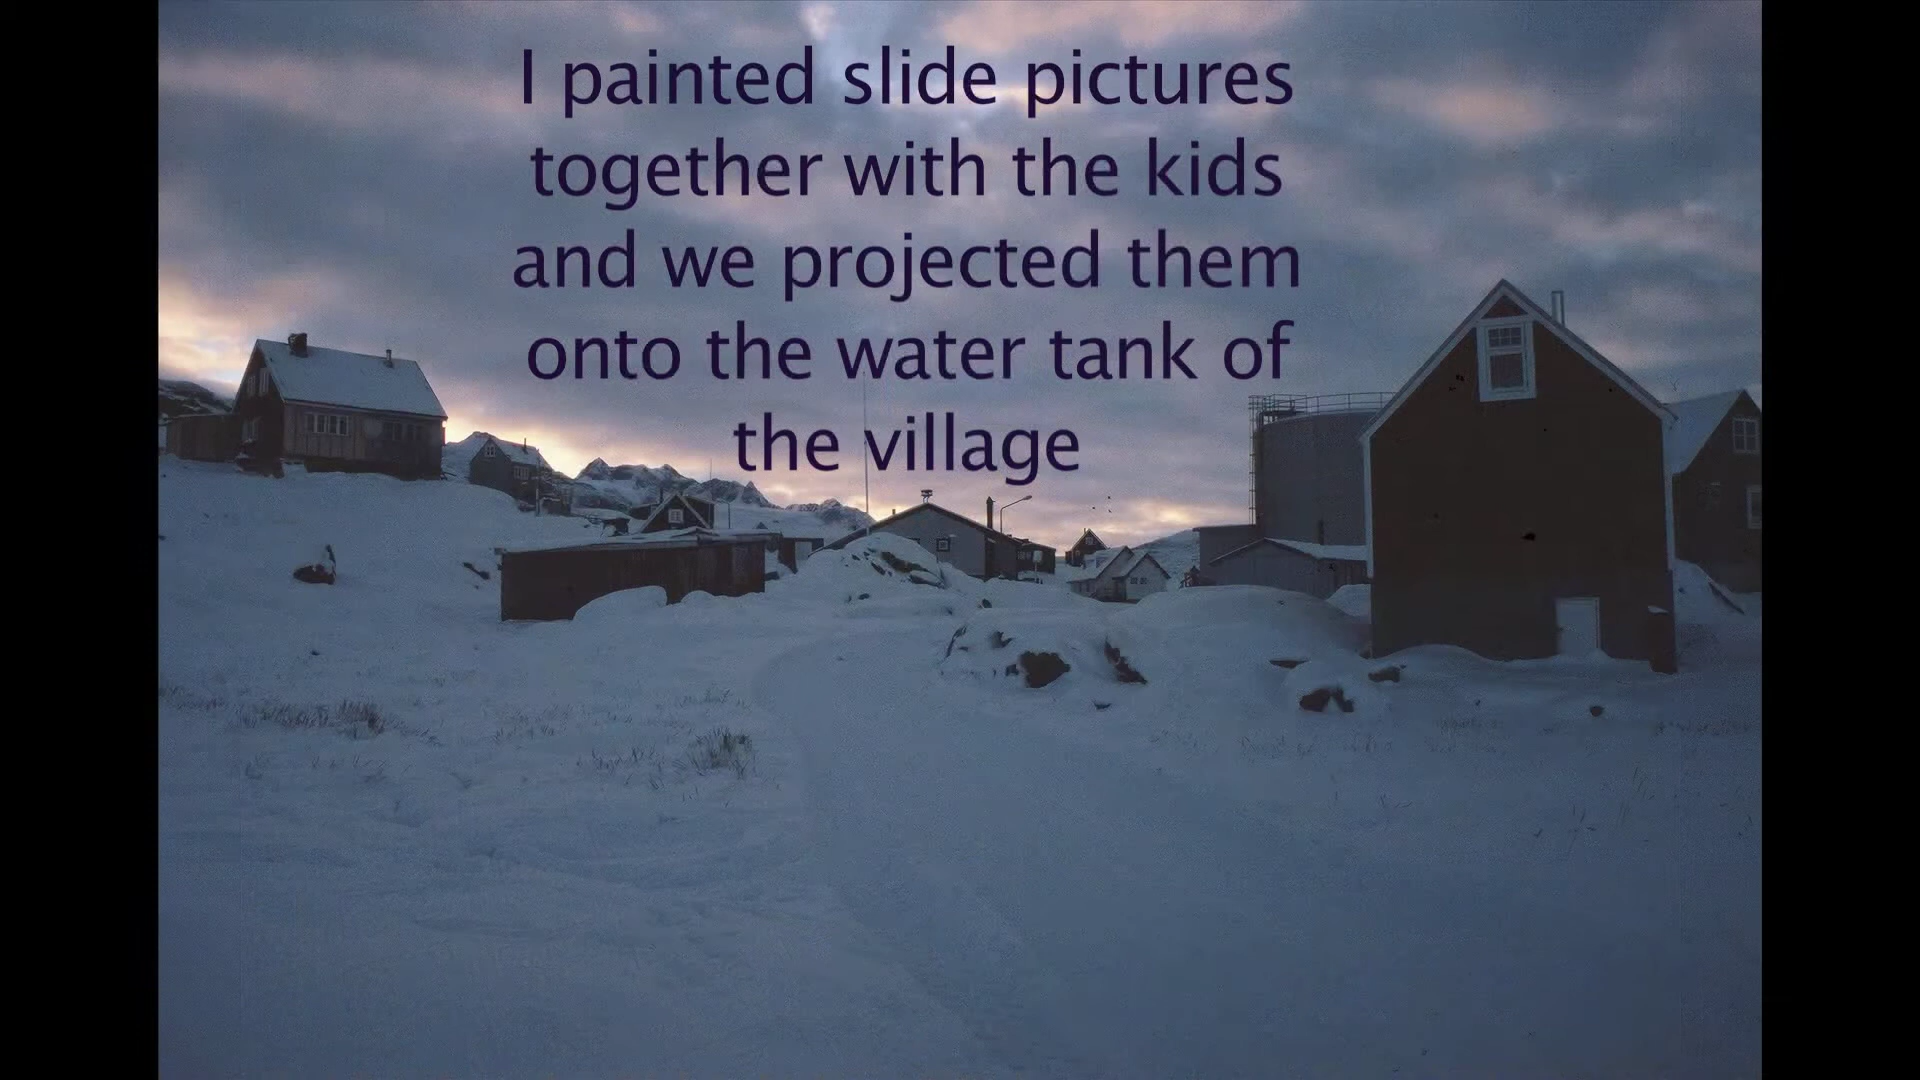 I painted slide pictures
together with the kids
and we projected them
onto the water tank of
the village